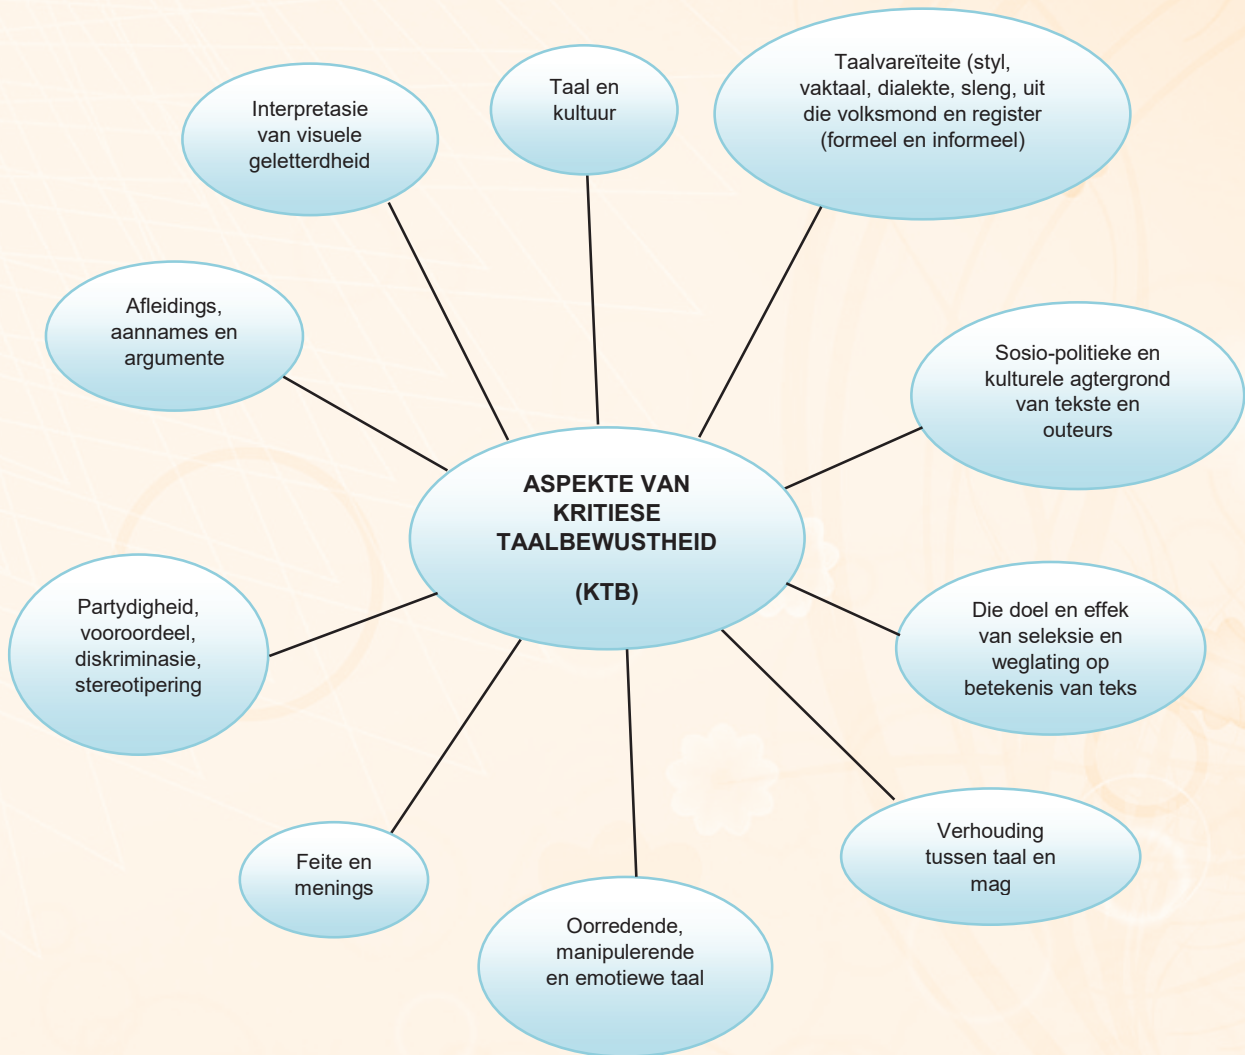 Taalvareïteite (styl,
vaktaal, dialekte, sleng, uit
die volksmond en register
(formeel en informeel)
Taal en
kultuur
Interpretasie
van visuele
geletterdheid
Afleidings,
aannames en
argumente
Sosio-politieke en
kulturele agtergrond
van tekste en
outeurs
ASPEKTE VAN
KRITIESE
TAALBEWUSTHEID
(KTB)
Partydigheid,
vooroordeel,
diskriminasie,
stereotipering
Die doel en effek
van seleksie en
weglating op
betekenis van teks
Feite en
menings
Verhouding
tussen taal en
mag
Oorredende,
manipulerende
en emotiewe taal